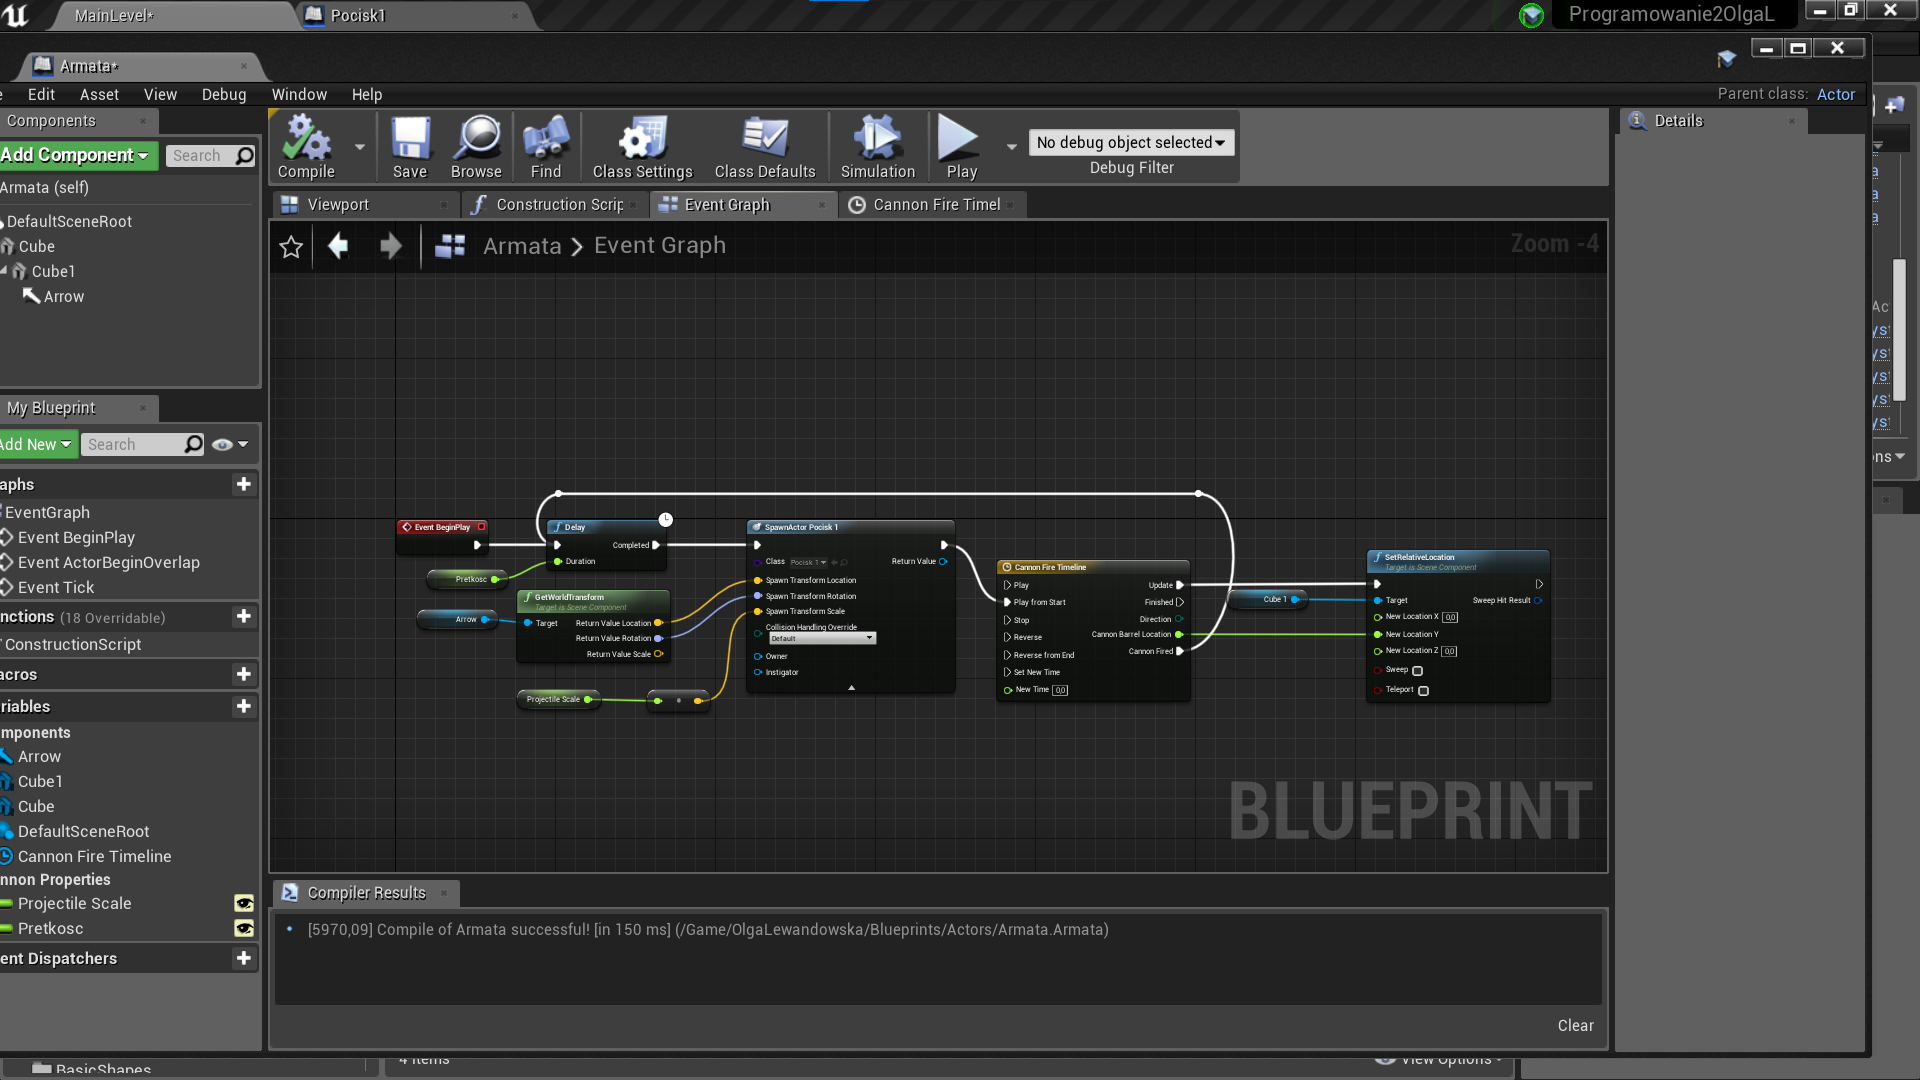 MainLevel*
Pocisk1
Programowanie2OlgaL
Armata*
Edit Asset View Debug Window Help
Parent class: Actor
Components
Add Component
Search
Armata (self)
DefaultSceneRoot
Cube
Cube1
Arrow
Compile
Save
Browse
Find
Class Settings
Class Defaults
Simulation
Play
No debug object selected
Debug Filter
Details
Viewport
Construction Scrip
Event Graph
Cannon Fire Timel
Armata > Event Graph
Zoom -4
My Blueprint
Add New
Search
aphs
EventGraph
Event BeginPlay
Event ActorBeginOverlap
Event Tick
nctions (18 Overridable)
ConstructionScript
acros
riables
mponents
Arrow
Cube1
Cube
DefaultSceneRoot
Cannon Fire Timeline
nnon Properties
Projectile Scale
Pretkosc
ent Dispatchers
Event BeginPlay
Pretkosc
Arrow
Delay
Completed
Duration
GetWorldTransform
Target is Scene Component
Target
Return Value Location
Return Value Rotation
Return Value Scale
Projectile Scale
SpawnActor Pocisk 1
Class Pocisk 1
Return Value
Spawn Transform Location
Spawn Transform Rotation
Spawn Transform Scale
Collision Handling Override
Default
Owner
Instigator
Cannon Fire Timeline
Play
Update
Play from Start
Finished
Stop
Direction
Reverse
Cannon Barrel Location
Reverse from End
Cannon Fired
Set New Time
New Time 0,0
Cube 1
SetRelativeLocation
Target is Scene Component
Target
Sweep Hit Result
New Location X 0,0
New Location Y
New Location Z 0,0
Sweep
Teleport
BLUEPRINT
Compiler Results
[5970,09] Compile of Armata successful! [in 150 ms] (/Game/OlgaLewandowska/Blueprints/Actors/Armata.Armata)
Clear
BasicShapes
4 items
View Options